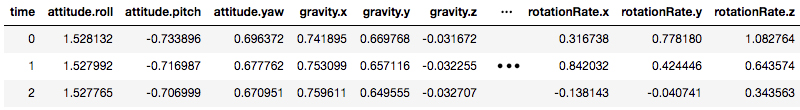 time attitude.roll attitude.pitch attitude.yaw gravity.x gravity.y gravity.z ... rotationRate.x rotationRate.y rotationRate.z
0 1.528132 -0.733896 0.696372 0.741895 0.669768 -0.031672 0.316738 0.778180 1.082764
1 1.527992 -0.716987 0.677762 0.753099 0.657116 -0.032255 ... 0.842032 0.424446 0.643574
2 1.527765 -0.706999 0.670951 0.759611 0.649555 -0.032707 -0.138143 -0.040741 0.343563